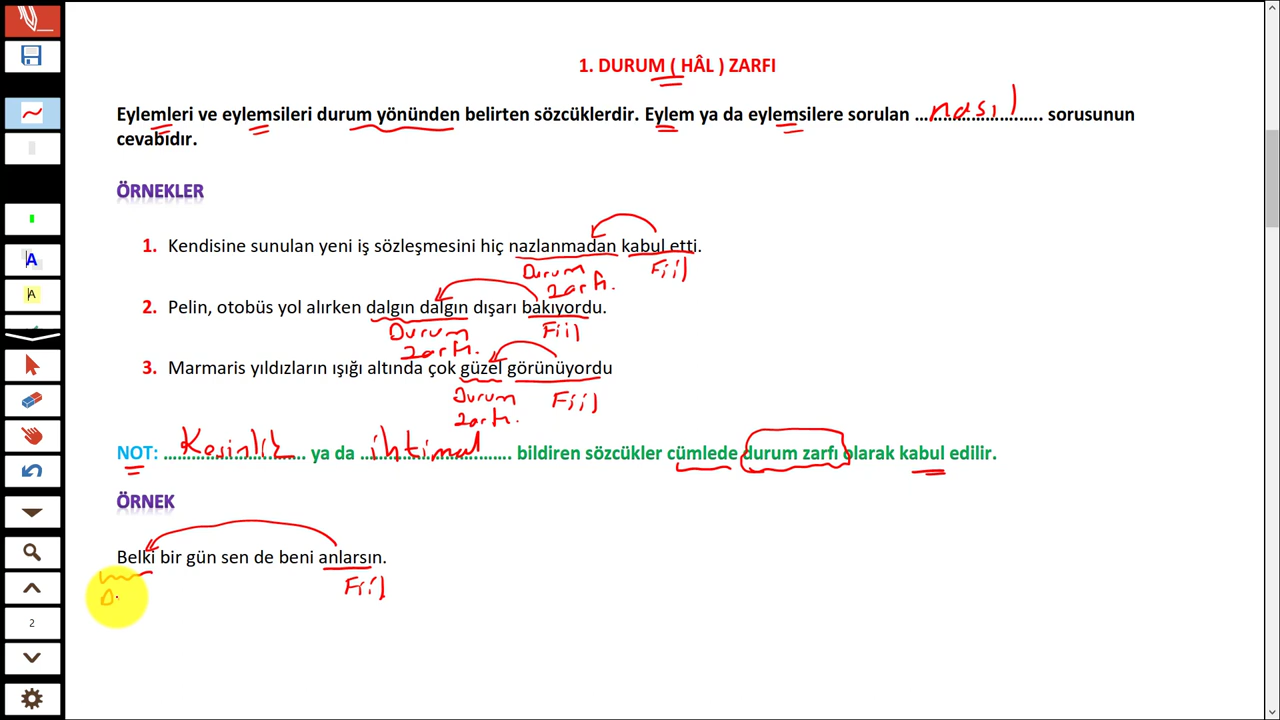 1. DURUM ( HÂL ) ZARFI
Eylemleri ve eylemsileri durum yönünden belirten sözcüklerdir. Eylem ya da eylemsilere sorulan ... nasıl ... sorusunun
cevabıdır.
ÖRNEKLER
1. Kendisine sunulan yeni iş sözleşmesini hiç nazlanmadan kabul etti.
Durum zarfı. Fiil
2. Pelin, otobüs yol alırken dalgın dalgın dışarı bakıyordu.
Durum zarfı. Fiil
3. Marmaris yıldızların ışığı altında çok güzel görünüyordu
Durum zarfı. Fiil
NOT: ... Kesinlik ... ya da ... ihtimal ... bildiren sözcükler cümlede durum zarfı olarak kabul edilir.
ÖRNEK
Belki bir gün sen de beni anlarsın.
D Fiil
A
A
2